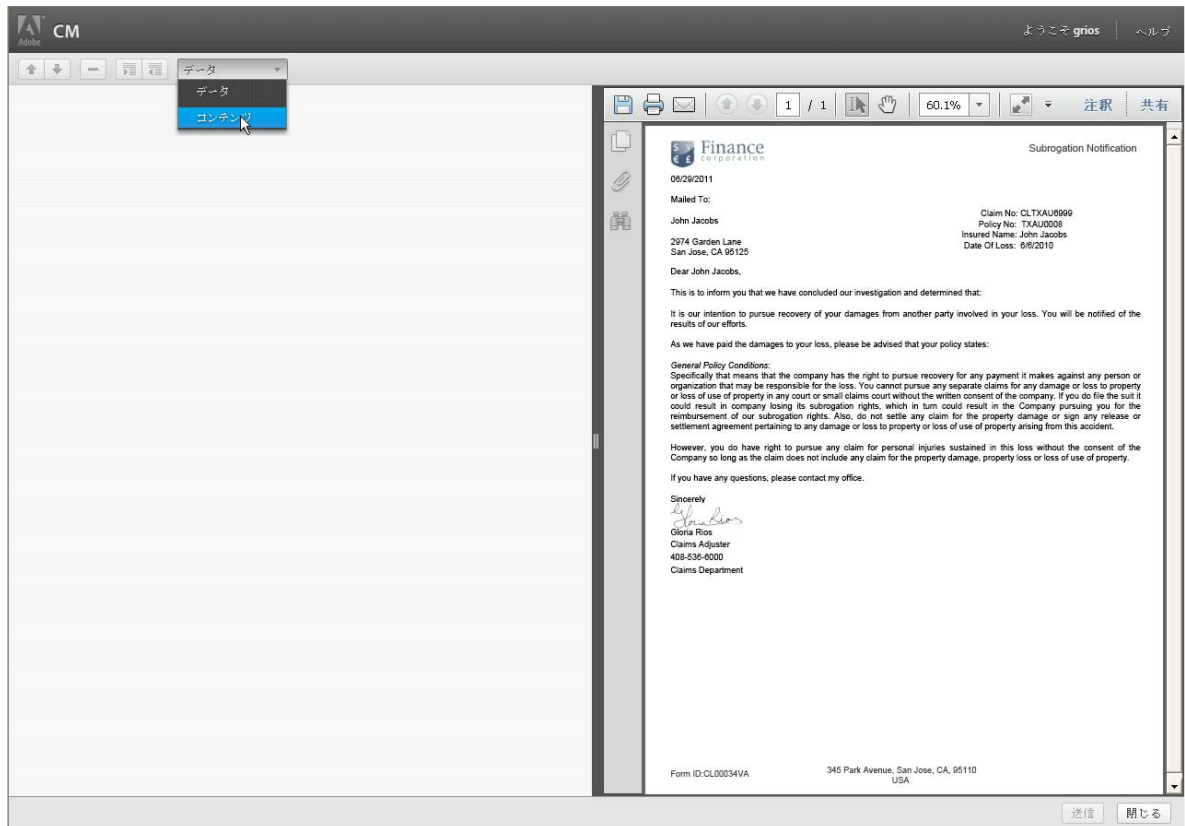 Adobe CM ようこそ grios ヘルプ
データ
データ
コンテンツ
1 / 1 60.1% 注釈 共有
Finance
corporation
Subrogation Notification
06/29/2011
Mailed To:
John Jacobs
2974 Garden Lane
San Jose, CA 95125
Claim No: CLTXAU6999
Policy No: TXAU0008
Insured Name: John Jacobs
Date Of Loss: 6/6/2010
Dear John Jacobs,
This is to inform you that we have concluded our investigation and determined that:
It is our intention to pursue recovery of your damages from another party involved in your loss. You will be notified of the
results of our efforts.
As we have paid the damages to your loss, please be advised that your policy states:
General Policy Conditions:
Specifically that means that the company has the right to pursue recovery for any payment it makes against any person or
organization that may be responsible for the loss. You cannot pursue any separate claims for any damage or loss to property
or loss of use of property in any court or small claims court without the written consent of the company. If you do file the suit it
could result in company losing its subrogation rights, which in turn could result in the Company pursuing you for the
reimbursement of our subrogation rights. Also, do not settle any claim for the property damage or sign any release or
settlement agreement pertaining to any damage or loss to property or loss of use of property arising from this accident.
However, you do have right to pursue any claim for personal injuries sustained in this loss without the consent of the
Company so long as the claim does not include any claim for the property damage, property loss or loss of use of property.
If you have any questions, please contact my office.
Sincerely
Gloria Rios
Gloria Rios
Claims Adjuster
408-536-6000
Claims Department
Form ID:CL00034VA
345 Park Avenue, San Jose, CA, 95110
USA
送信 閉じる